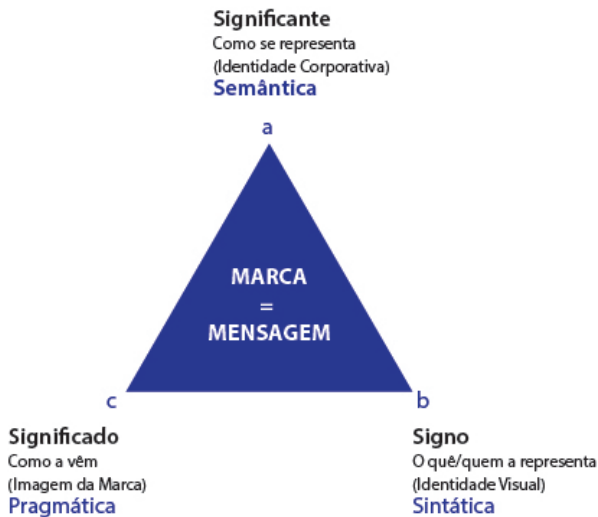 Significante
Como se representa
(Identidade Corporativa)
Semântica
a
MARCA
=
MENSAGEM
c
b
Significado
Como a vêm
(Imagem da Marca)
Pragmática
Signo
O quê/quem a representa
(Identidade Visual)
Sintática